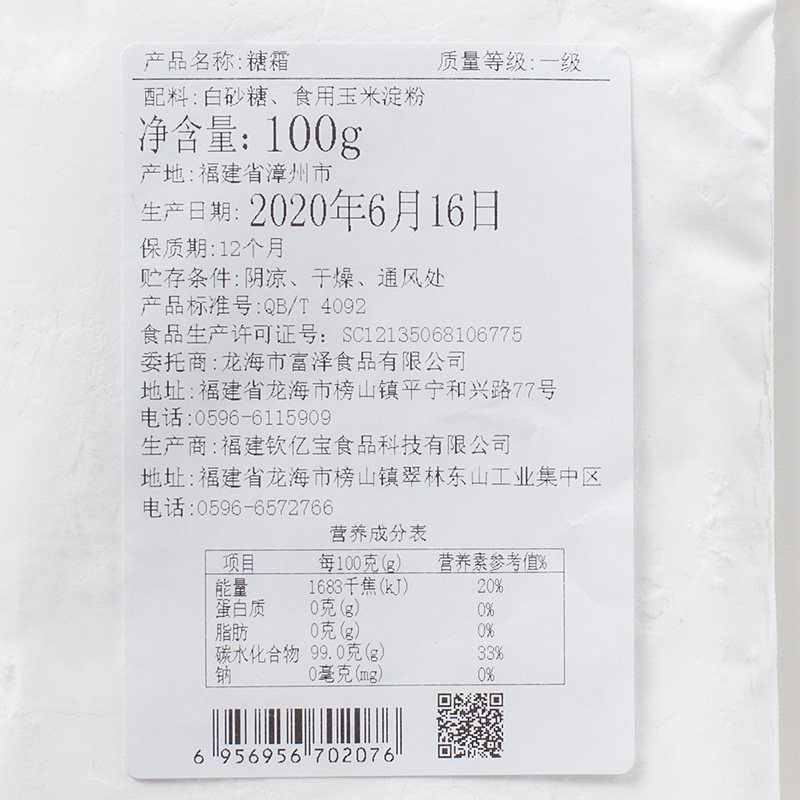 产品名称:糖霜 质量等级:一级
配料:白砂糖、食用玉米淀粉
净含量:100g
产地:福建省漳州市
生产日期:2020年6月16日
保质期:12个月
贮存条件:阴凉、干燥、通风处
产品标准号:QB/T 4092
食品生产许可证号:SC12135068106775
委托商:龙海市富泽食品有限公司
地址:福建省龙海市榜山镇平宁和兴路77号
电话:0596-6115909
生产商:福建钦亿宝食品科技有限公司
地址:福建省龙海市榜山镇翠林东山工业集中区
电话:0596-6572766
营养成分表
项目 每100克(g) 营养素参考值%
能量 1683千焦(kJ) 20%
蛋白质 0克(g) 0%
脂肪 0克(g) 0%
碳水化合物 99.0克(g) 33%
钠 0毫克(mg) 0%
6 956956 702076